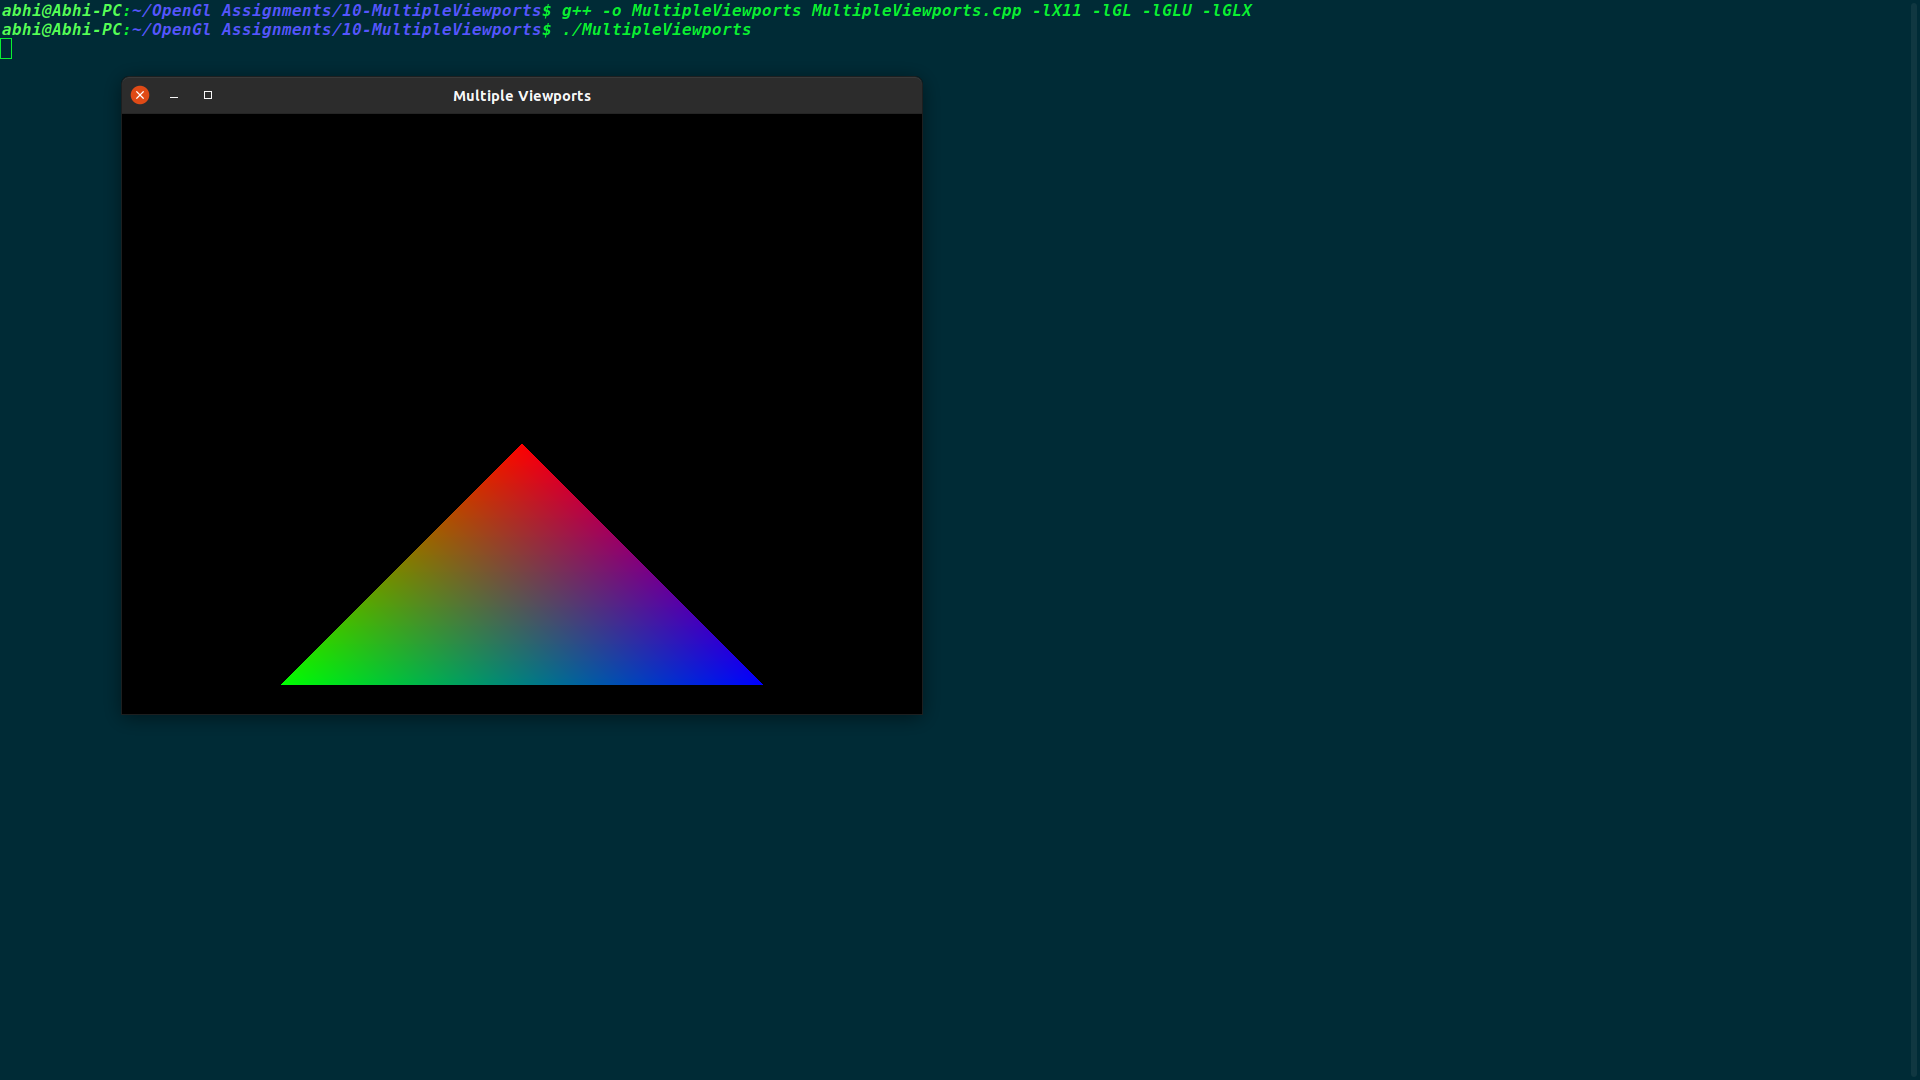 abhi@Abhi-PC:~/OpenGl Assignments/10-MultipleViewports$ g++ -o MultipleViewports MultipleViewports.cpp -lX11 -lGL -lGLU -lGLX
abhi@Abhi-PC:~/OpenGl Assignments/10-MultipleViewports$ ./MultipleViewports
Multiple Viewports